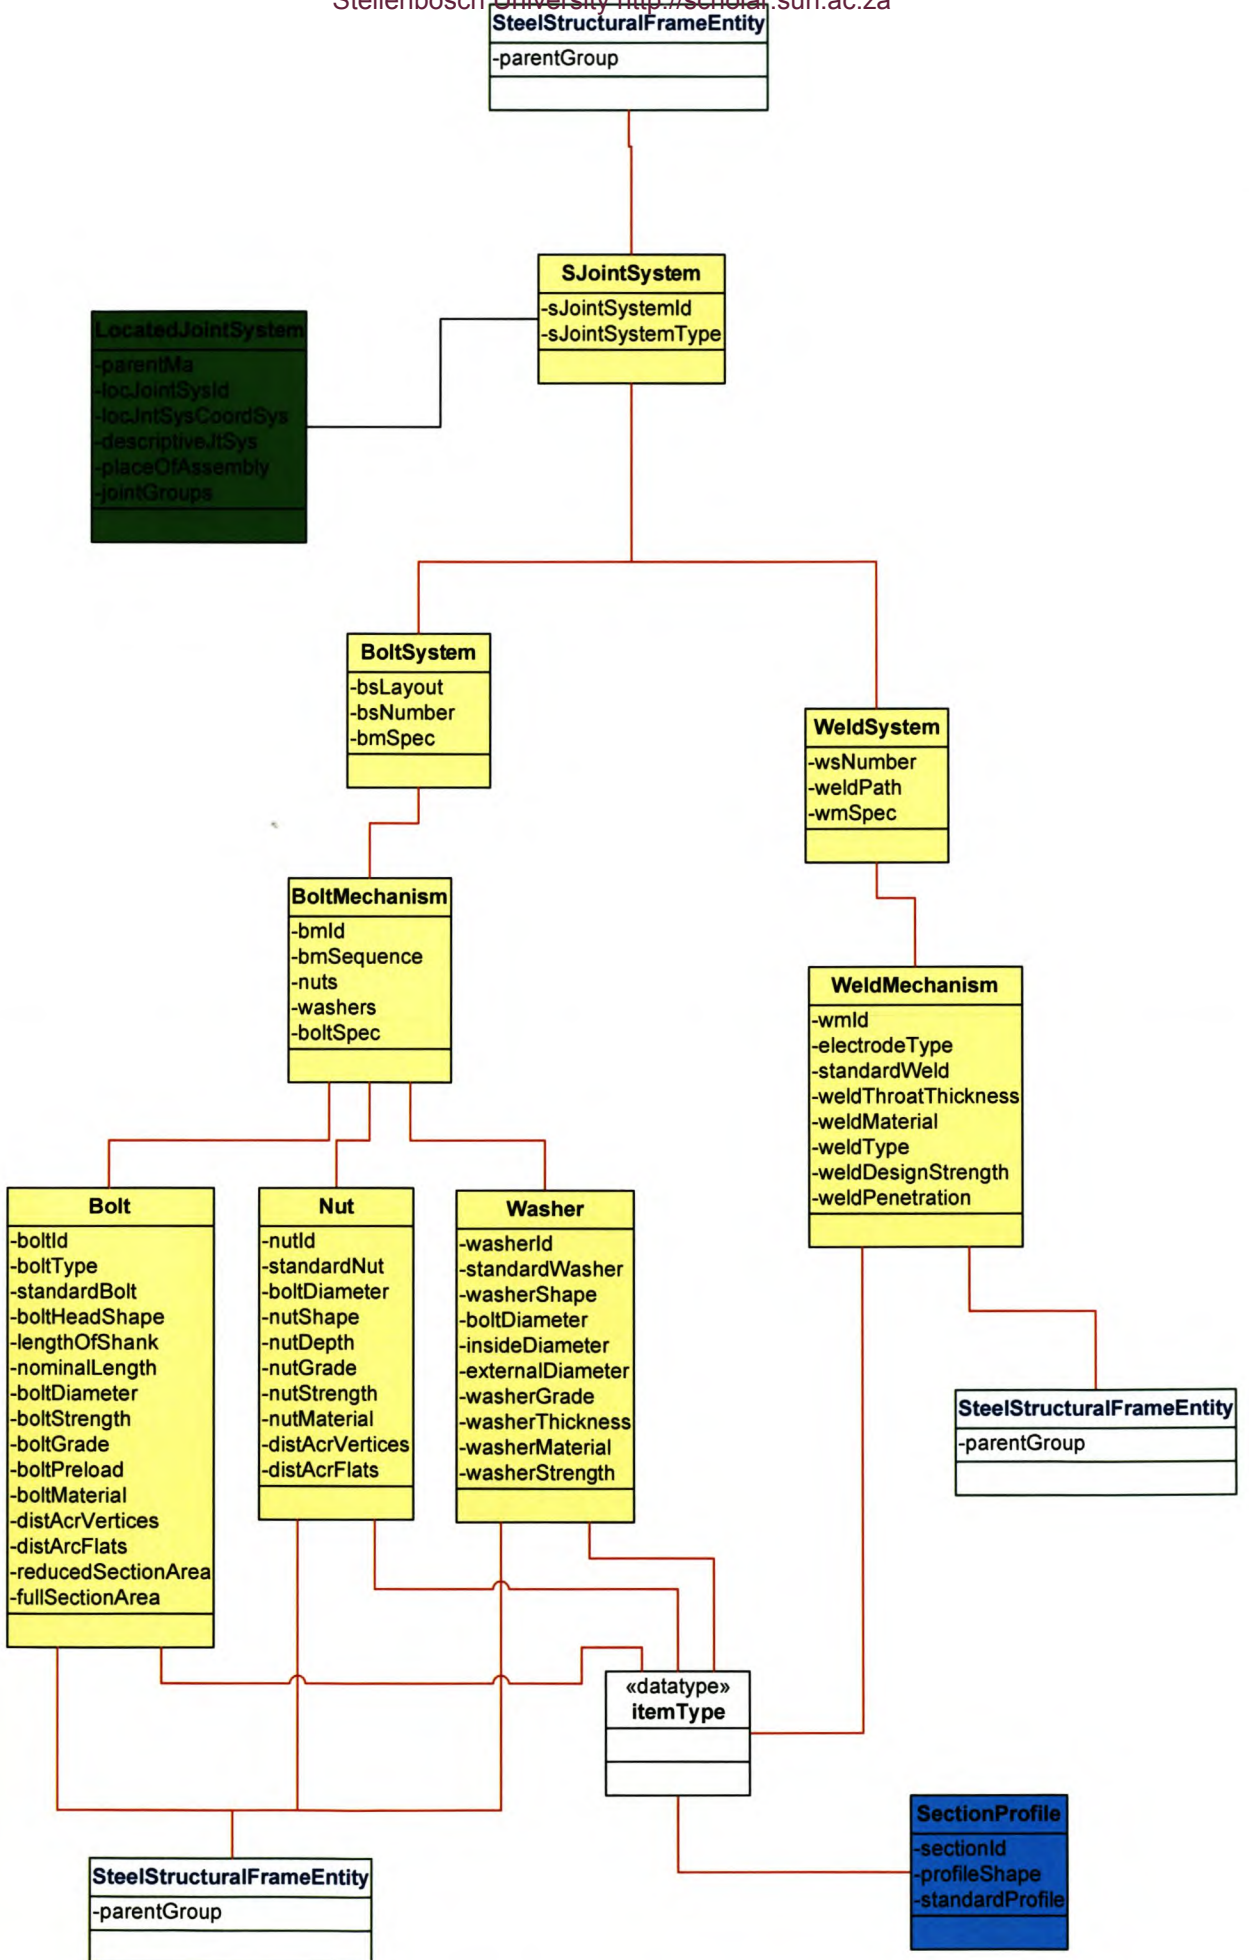 Stellenbosch University http://scholar.sun.ac.za
SteelStructuralFrameEntity
-parentGroup
SJointSystem
-sJointSystemId
-sJointSystemType
LocatedJointSystem
-parentMa
-locJointSysId
-locJntSysCoordSys
-descriptiveJtSys
-placeOfAssembly
-jointGroups
BoltSystem
-bsLayout
-bsNumber
-bmSpec
WeldSystem
-wsNumber
-weldPath
-wmSpec
BoltMechanism
-bmId
-bmSequence
-nuts
-washers
-boltSpec
WeldMechanism
-wmId
-electrodeType
-standardWeld
-weldThroatThickness
-weldMaterial
-weldType
-weldDesignStrength
-weldPenetration
Bolt
-boltId
-boltType
-standardBolt
-boltHeadShape
-lengthOfShank
-nominalLength
-boltDiameter
-boltStrength
-boltGrade
-boltPreload
-boltMaterial
-distAcrVertices
-distArcFlats
-reducedSectionArea
-fullSectionArea
Nut
-nutId
-standardNut
-boltDiameter
-nutShape
-nutDepth
-nutGrade
-nutStrength
-nutMaterial
-distAcrVertices
-distAcrFlats
Washer
-washerId
-standardWasher
-washerShape
-boltDiameter
-insideDiameter
-externalDiameter
-washerGrade
-washerThickness
-washerMaterial
-washerStrength
SteelStructuralFrameEntity
-parentGroup
«datatype»
itemType
SectionProfile
-sectionId
-profileShape
-standardProfile
SteelStructuralFrameEntity
-parentGroup